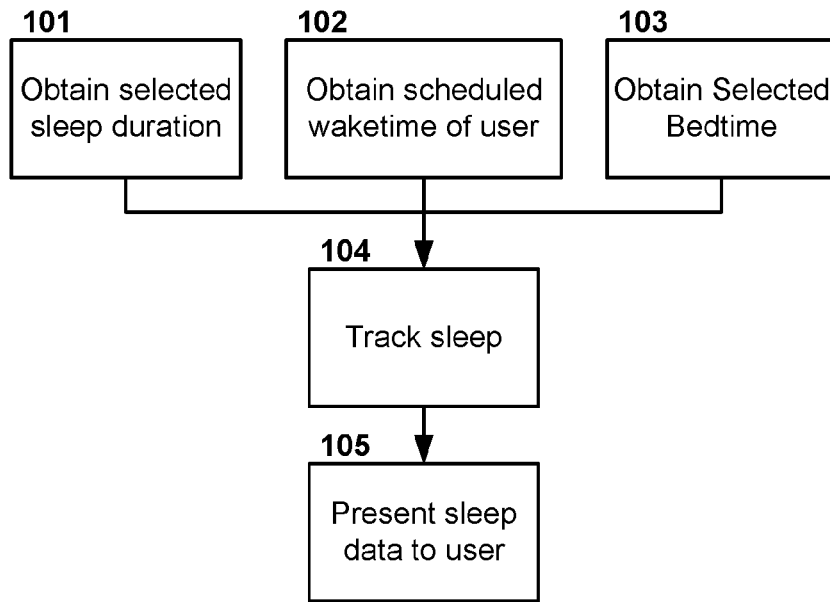 101
Obtain selected
sleep duration
102
Obtain scheduled
waketime of user
103
Obtain Selected
Bedtime
104
Track sleep
105
Present sleep
data to user